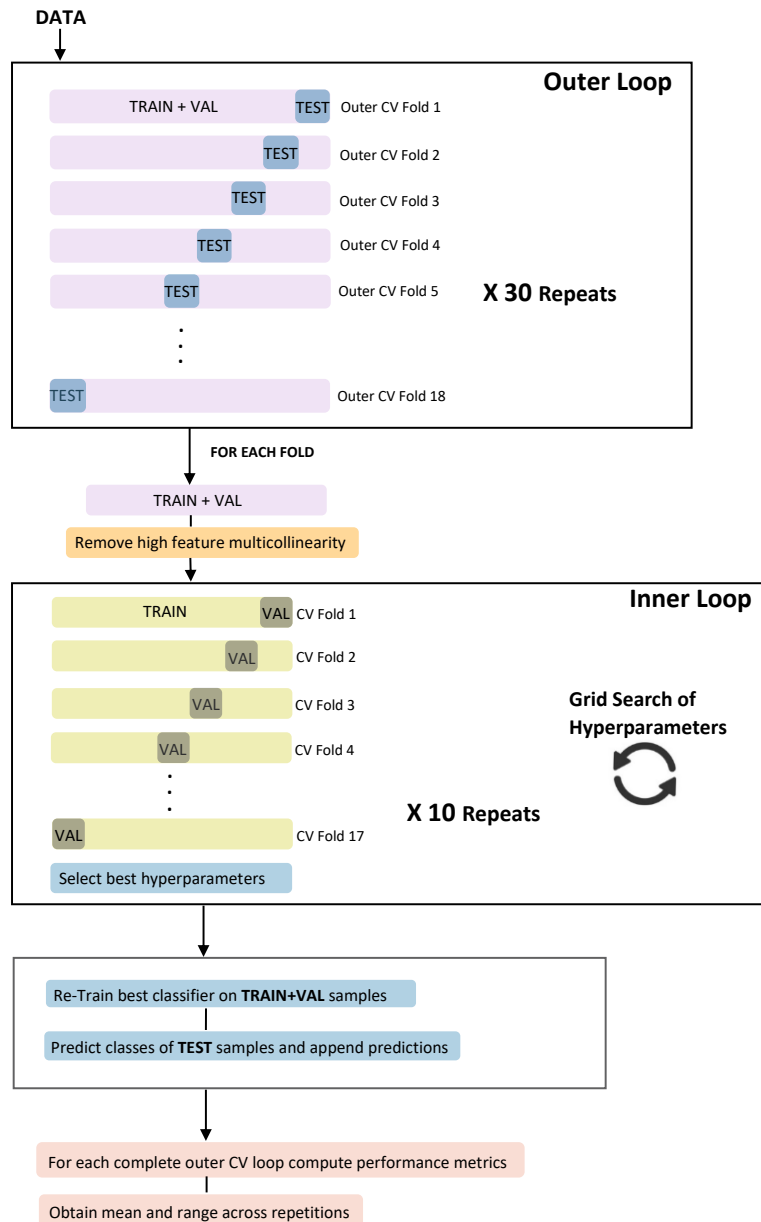 DATA
Outer Loop
TRAIN + VAL TEST Outer CV Fold 1
TEST Outer CV Fold 2
TEST Outer CV Fold 3
TEST Outer CV Fold 4
TEST Outer CV Fold 5
X 30 Repeats
TEST Outer CV Fold 18
FOR EACH FOLD
TRAIN + VAL
Remove high feature multicollinearity
Inner Loop
TRAIN VAL CV Fold 1
VAL CV Fold 2
VAL CV Fold 3
VAL CV Fold 4
Grid Search of
Hyperparameters
X 10 Repeats
VAL CV Fold 17
Select best hyperparameters
Re-Train best classifier on TRAIN+VAL samples
Predict classes of TEST samples and append predictions
For each complete outer CV loop compute performance metrics
Obtain mean and range across repetitions